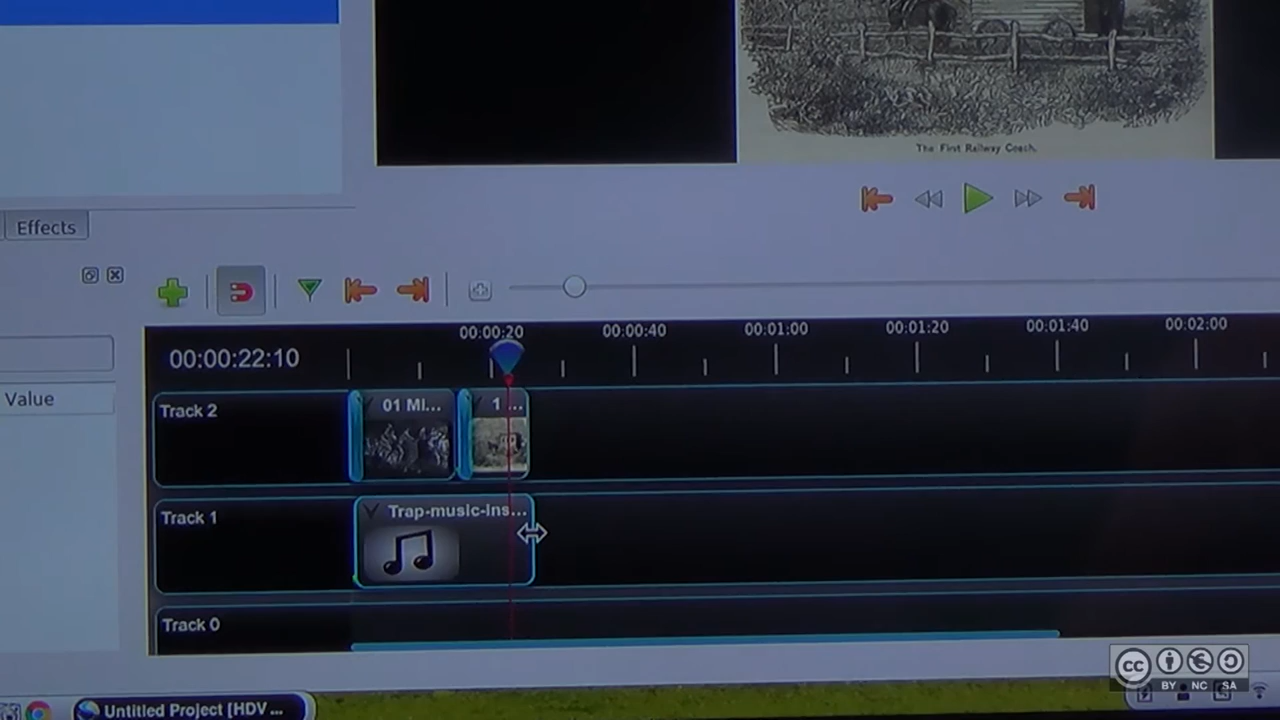 The First Railway Coach.
Effects
00:00:20 00:00:40 00:01:00 00:01:20 00:01:40 00:02:00
00:00:22:10
Value
Track 2
01 MI...
1 ...
Track 1
Trap-music-ins...
Track 0
cc
BY NC SA
Untitled Project [HDV ...